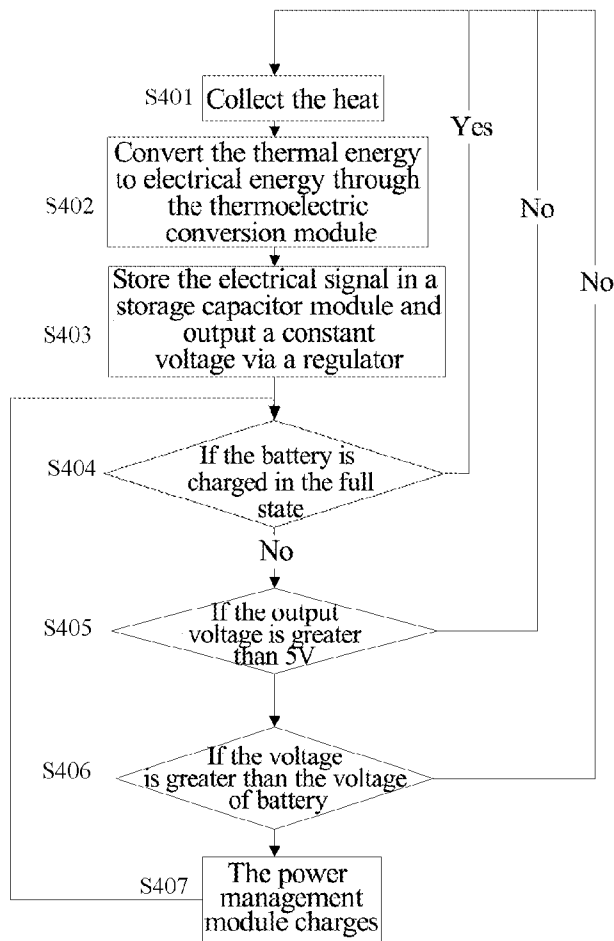 S401
Collect the heat
Yes
S402
Convert the thermal energy
to electrical energy through
the thermoelectric
conversion module
No
S403
Store the electrical signal in a
storage capacitor module and
output a constant
voltage via a regulator
No
S404
If the battery is
charged in the full
state
No
S405
If the output
voltage is greater
than 5V
S406
If the voltage
is greater than the voltage
of battery
S407
The power
management
module charges